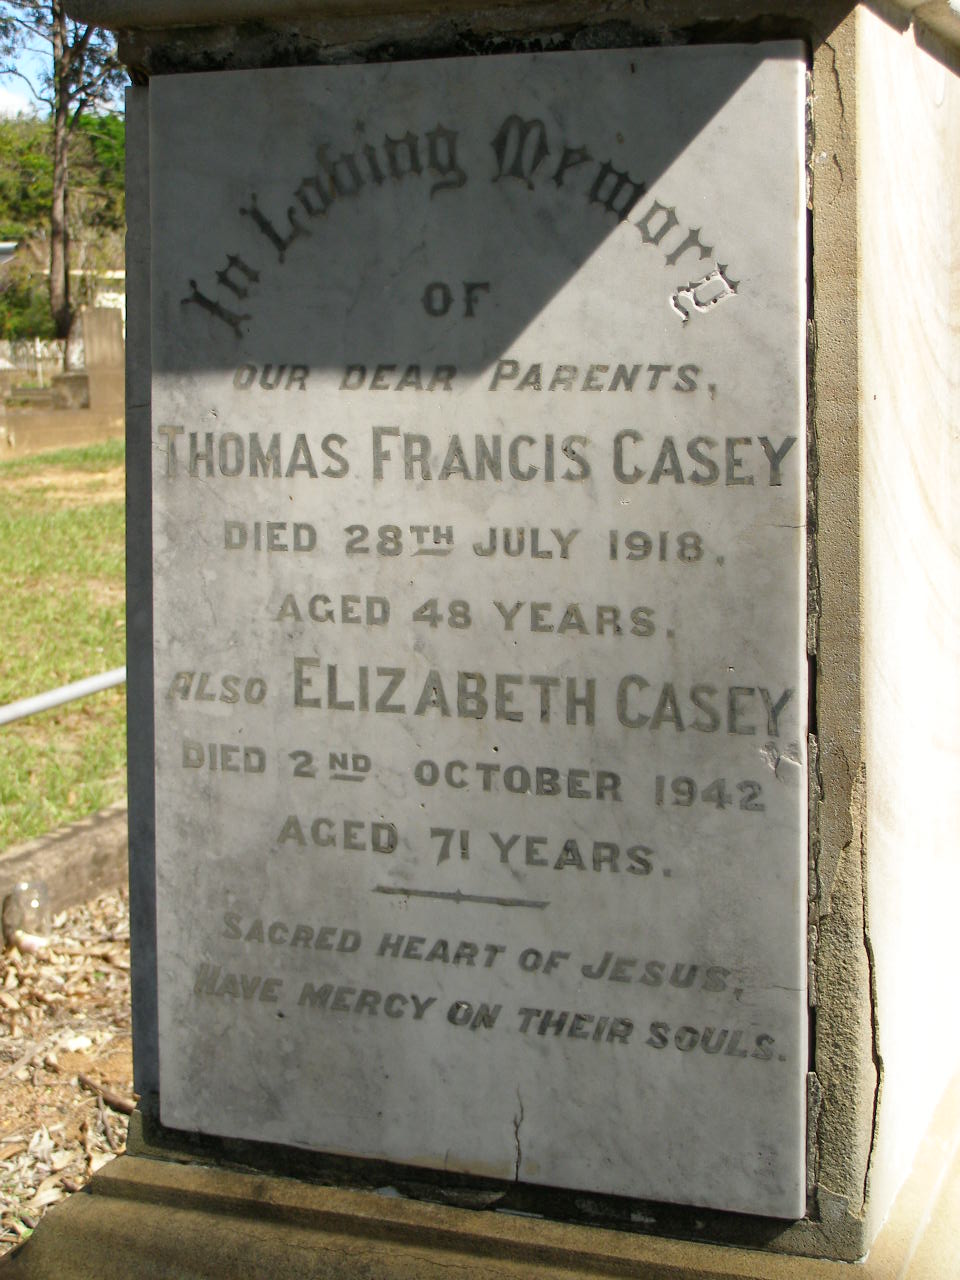 In Loving Memory
OF
OUR DEAR PARENTS,
THOMAS FRANCIS CASEY
DIED 28TH JULY 1918.
AGED 48 YEARS.
ALSO ELIZABETH CASEY
DIED 2ND OCTOBER 1942
AGED 71 YEARS.
SACRED HEART OF JESUS,
HAVE MERCY ON THEIR SOULS.